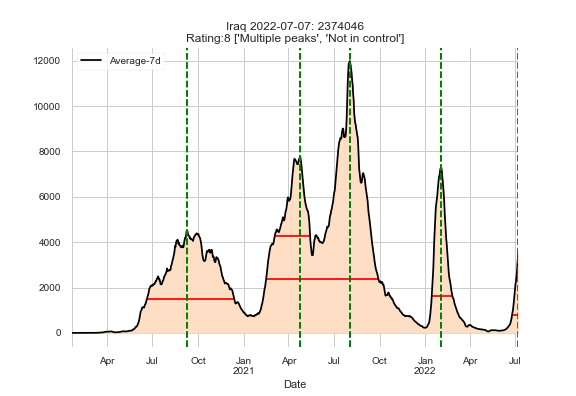 Iraq 2022-07-07: 2374046
Rating:8 ['Multiple peaks', 'Not in control']
Average-7d
12000
10000
8000
6000
4000
2000
0
Apr Jul Oct Jan Apr Jul Oct Jan Apr Jul
2021 2022
Date